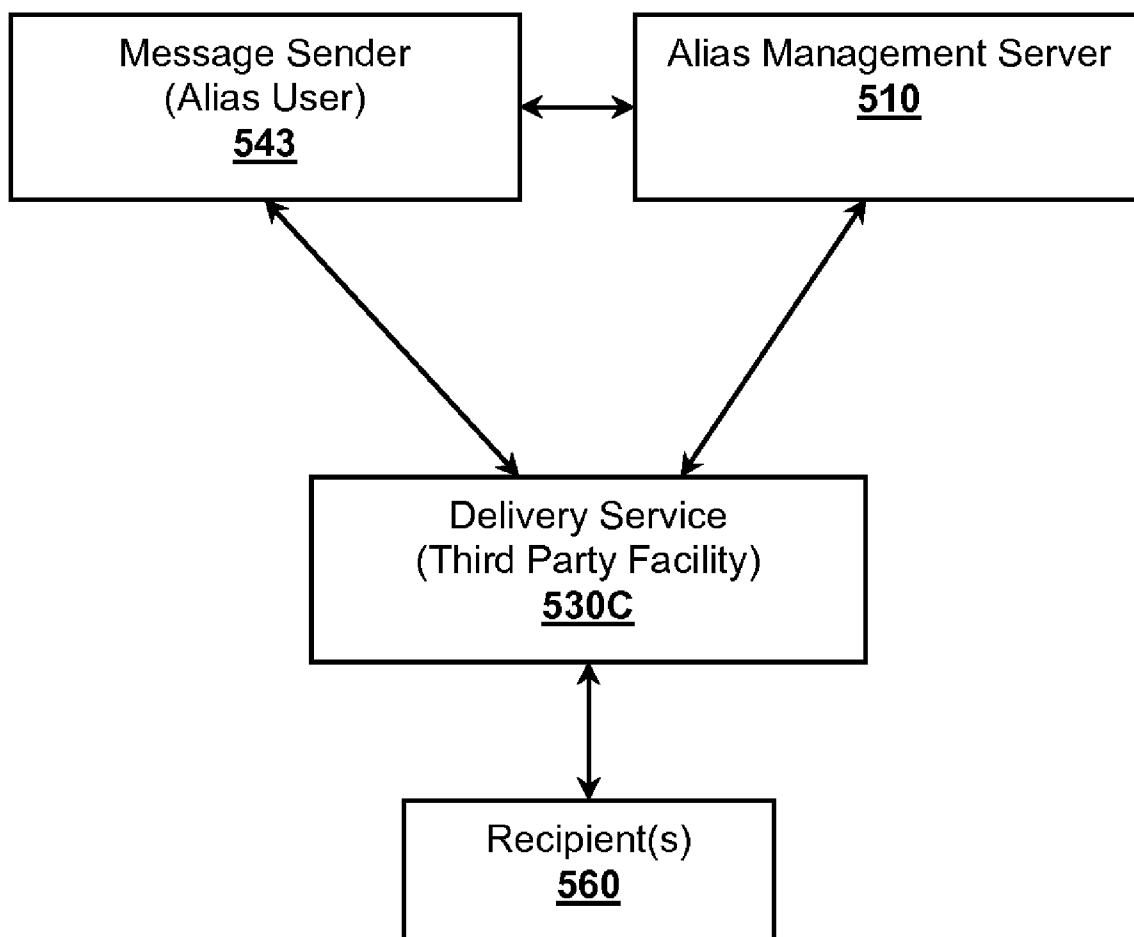 Message Sender
(Alias User)
543
Alias Management Server
510
Delivery Service
(Third Party Facility)
530C
Recipient(s)
560